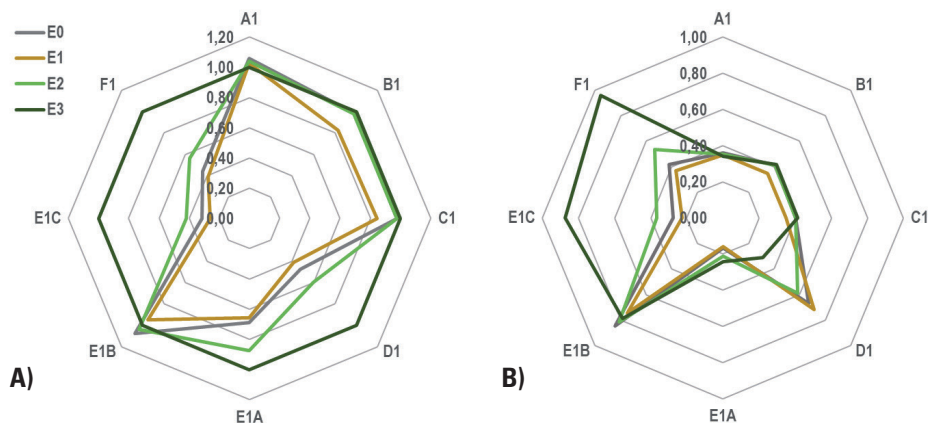 E0
E1
E2
E3
A1
1,20
1,00
0,80
0,60
0,40
0,20
0,00
B1
C1
D1
E1A
E1B
E1C
F1
A)
A1
1,00
0,80
0,60
0,40
0,20
0,00
B1
C1
D1
E1A
E1B
E1C
F1
B)